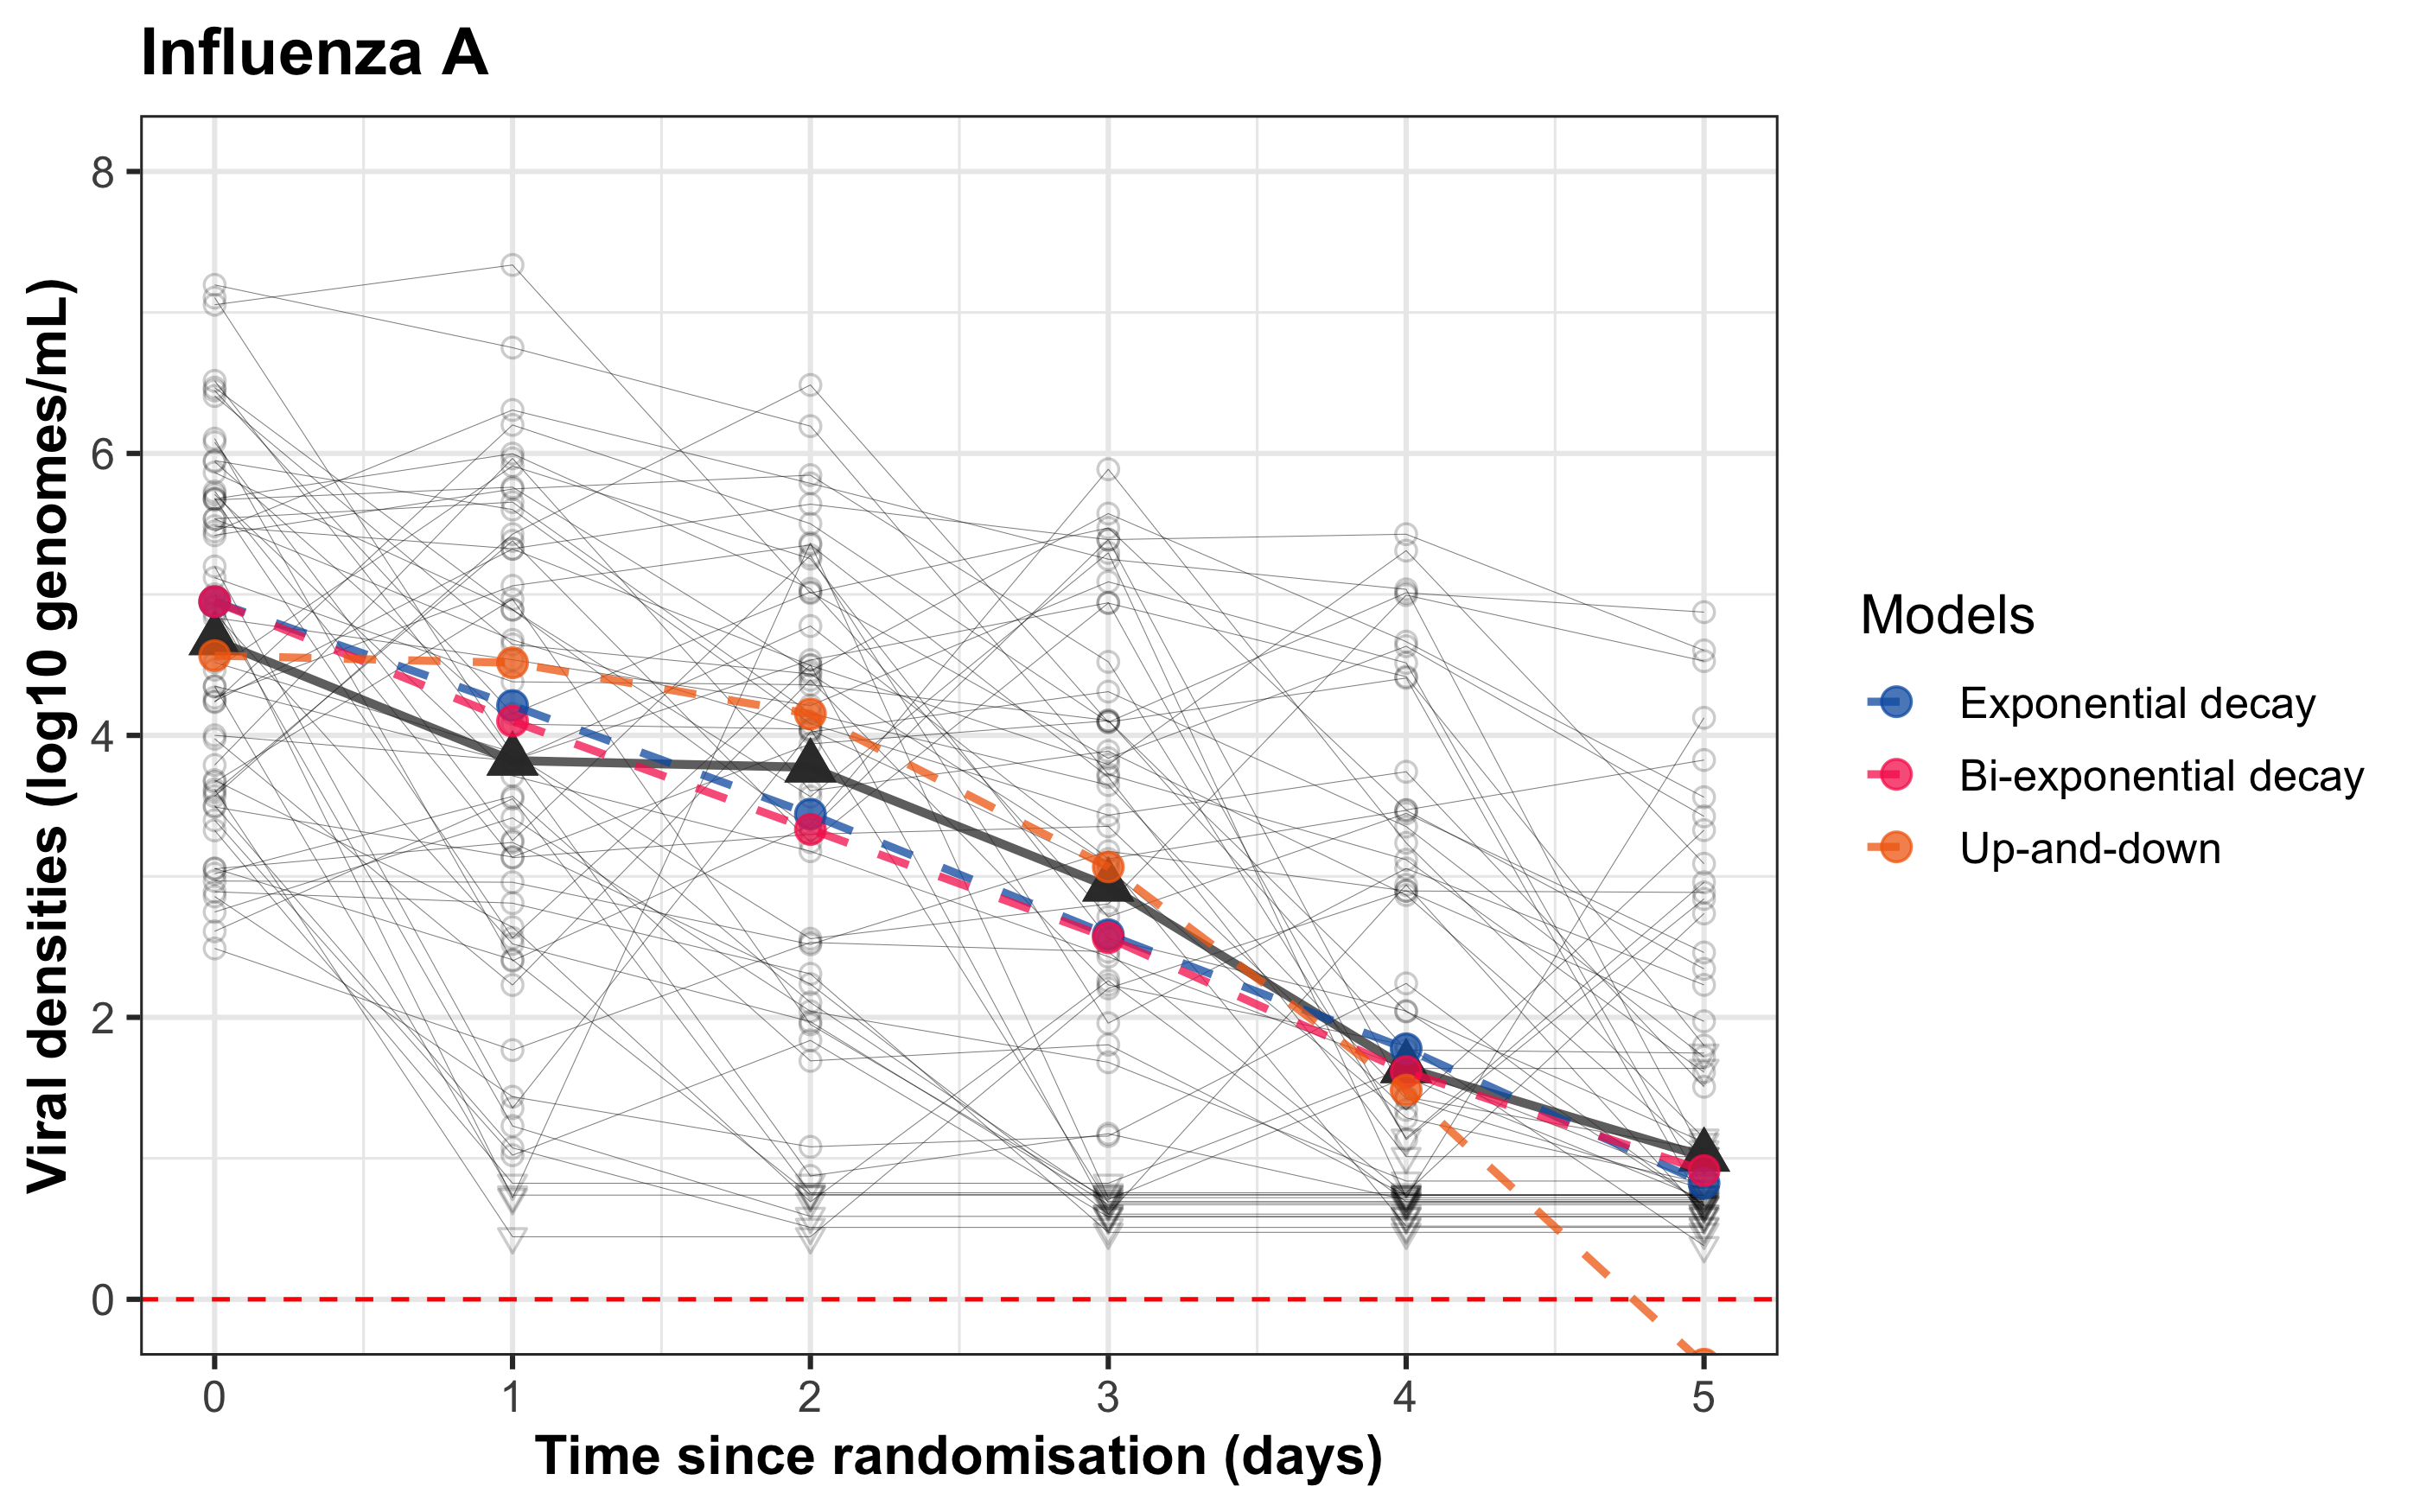 Influenza A
Viral densities (log10 genomes/mL)
8
6
4
2
0
0 1 2 3 4 5
Time since randomisation (days)
Models
Exponential decay
Bi-exponential decay
Up-and-down